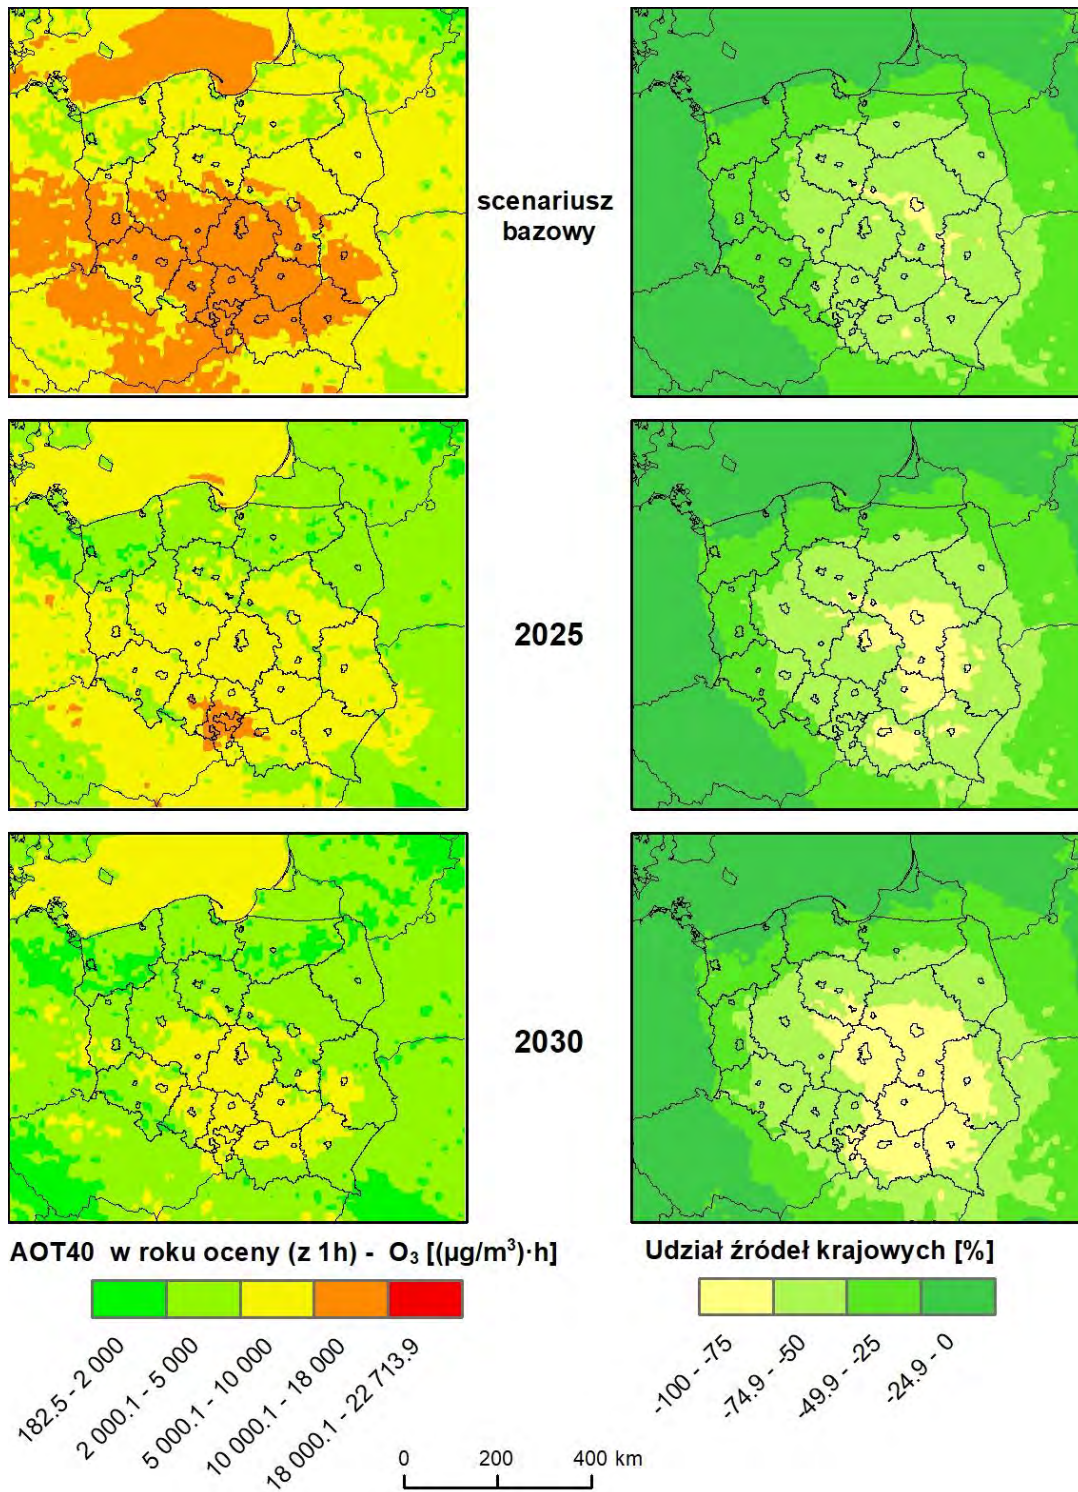 scenariusz
bazowy
2025
2030
AOT40 w roku oceny (z 1h) - O₃ [(µg/m³)·h]
182.5 - 2 000
2 000.1 - 5 000
5 000.1 - 10 000
10 000.1 - 18 000
18 000.1 - 22 713.9
Udział źródeł krajowych [%]
-100 - -75
-74.9 - -50
-49.9 - -25
-24.9 - 0
0 200 400 km